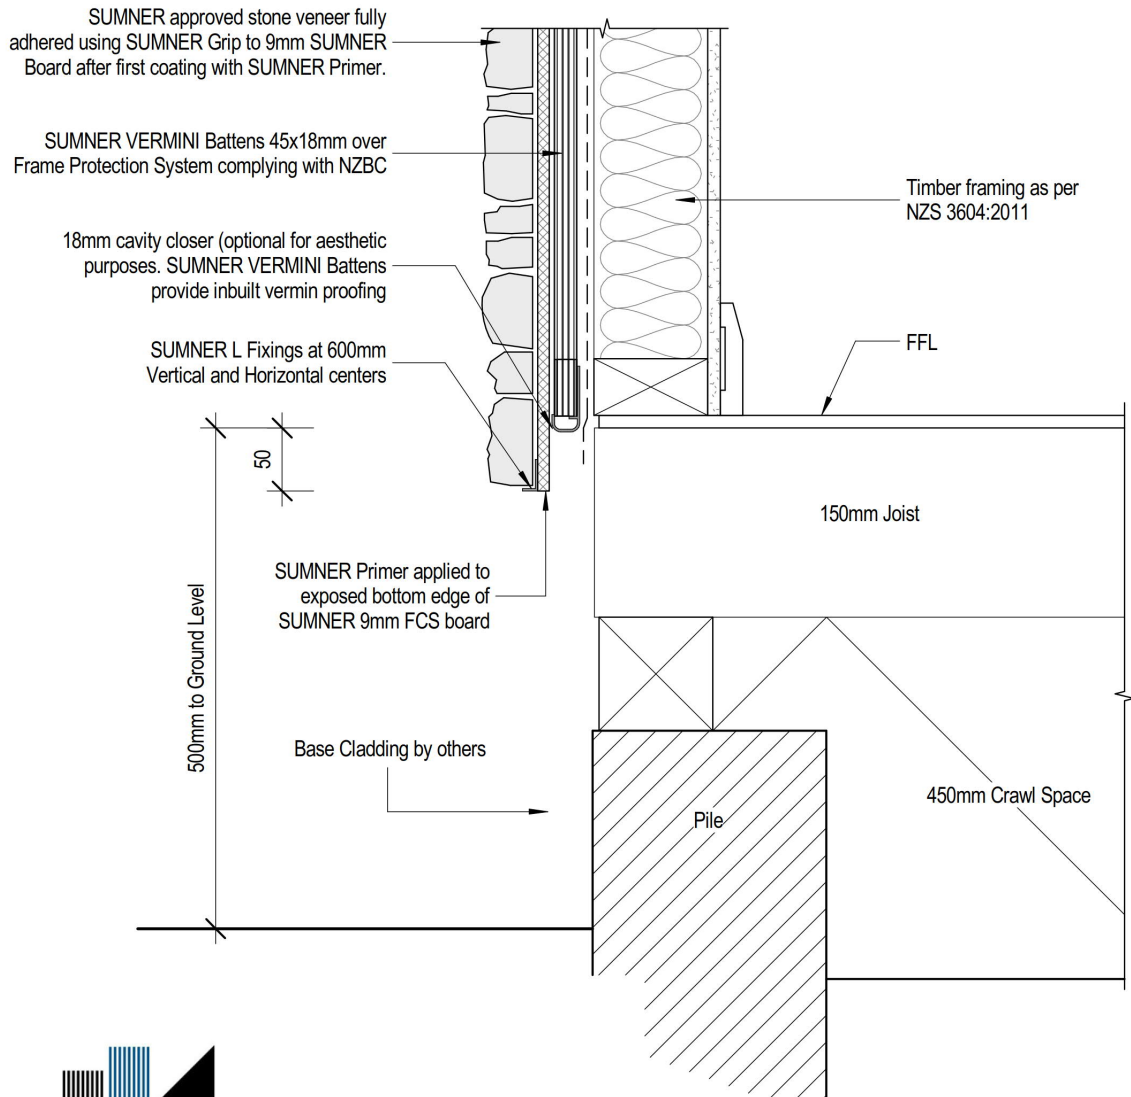 SUMNER approved stone veneer fully
adhered using SUMNER Grip to 9mm SUMNER
Board after first coating with SUMNER Primer.
SUMNER VERMINI Battens 45x18mm over
Frame Protection System complying with NZBC
Timber framing as per
NZS 3604:2011
18mm cavity closer (optional for aesthetic
purposes. SUMNER VERMINI Battens
provide inbuilt vermin proofing
SUMNER L Fixings at 600mm
Vertical and Horizontal centers
FFL
50
150mm Joist
SUMNER Primer applied to
exposed bottom edge of
SUMNER 9mm FCS board
500mm to Ground Level
Base Cladding by others
450mm Crawl Space
Pile